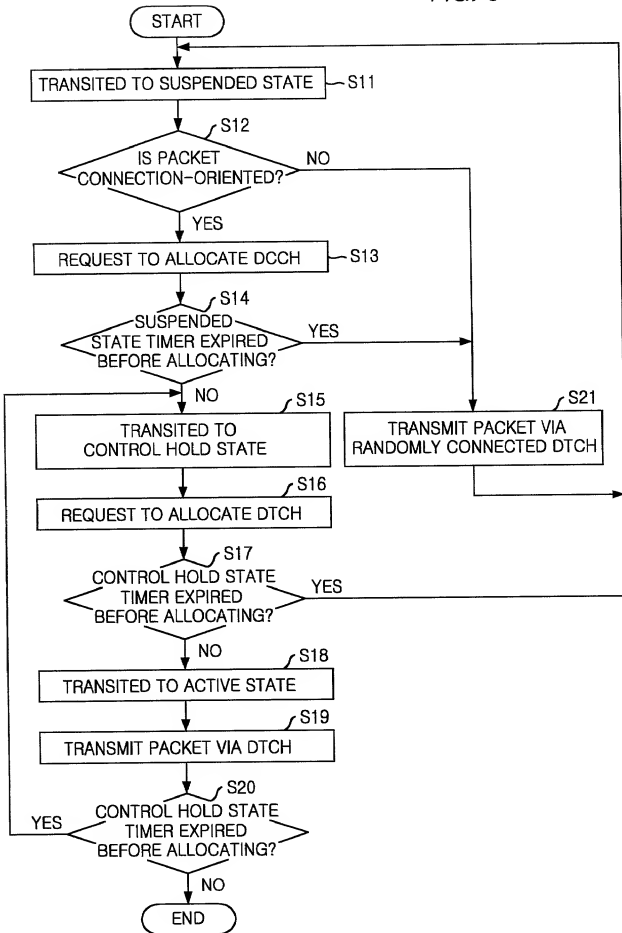 START
TRANSITED TO SUSPENDED STATE
S11
S12
IS PACKET
CONNECTION-ORIENTED?
NO
YES
REQUEST TO ALLOCATE DCCH
S13
S14
SUSPENDED
STATE TIMER EXPIRED
BEFORE ALLOCATING?
YES
NO
S15
TRANSITED TO
CONTROL HOLD STATE
S21
TRANSMIT PACKET VIA
RANDOMLY CONNECTED DTCH
S16
REQUEST TO ALLOCATE DTCH
S17
CONTROL HOLD STATE
TIMER EXPIRED
BEFORE ALLOCATING?
YES
NO
S18
TRANSITED TO ACTIVE STATE
S19
TRANSMIT PACKET VIA DTCH
S20
CONTROL HOLD STATE
TIMER EXPIRED
BEFORE ALLOCATING?
YES
NO
END